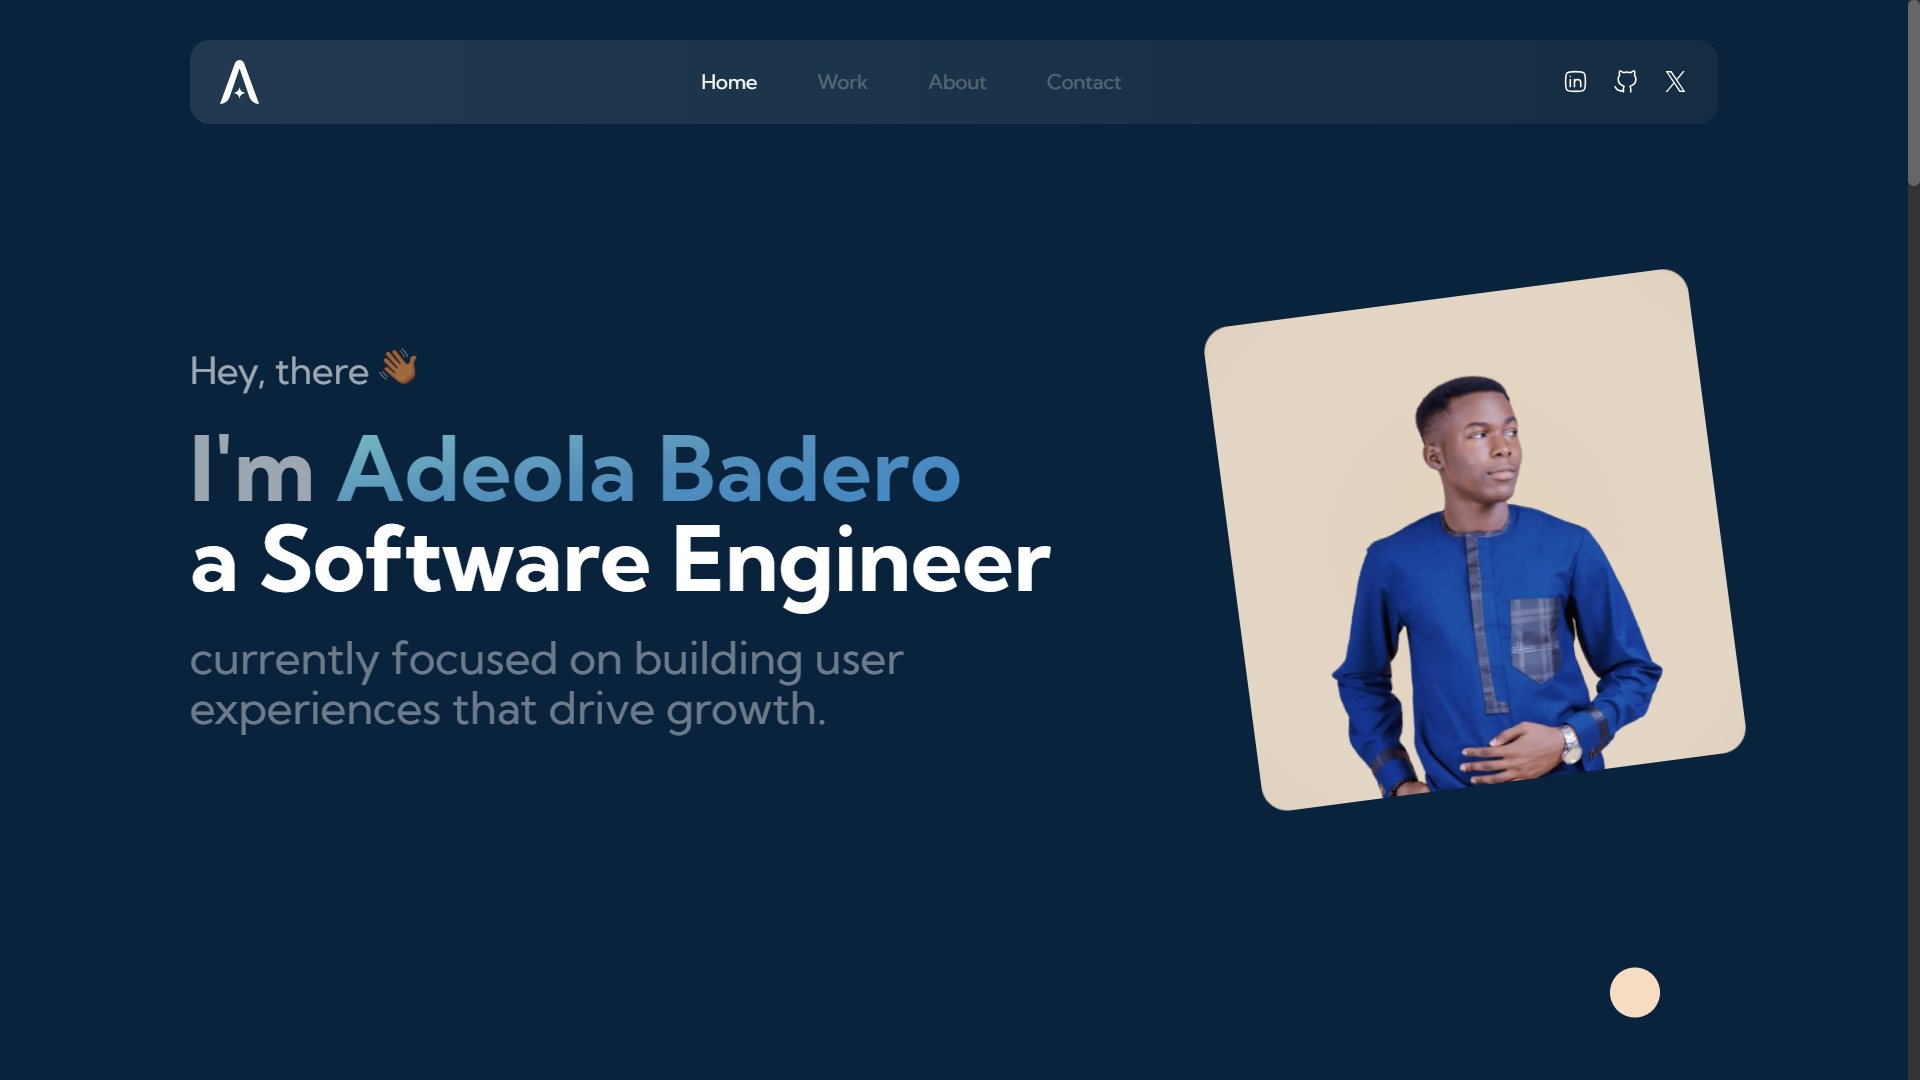 Home Work About Contact
Hey, there 👋🏾
I'm Adeola Badero
a Software Engineer
currently focused on building user
experiences that drive growth.